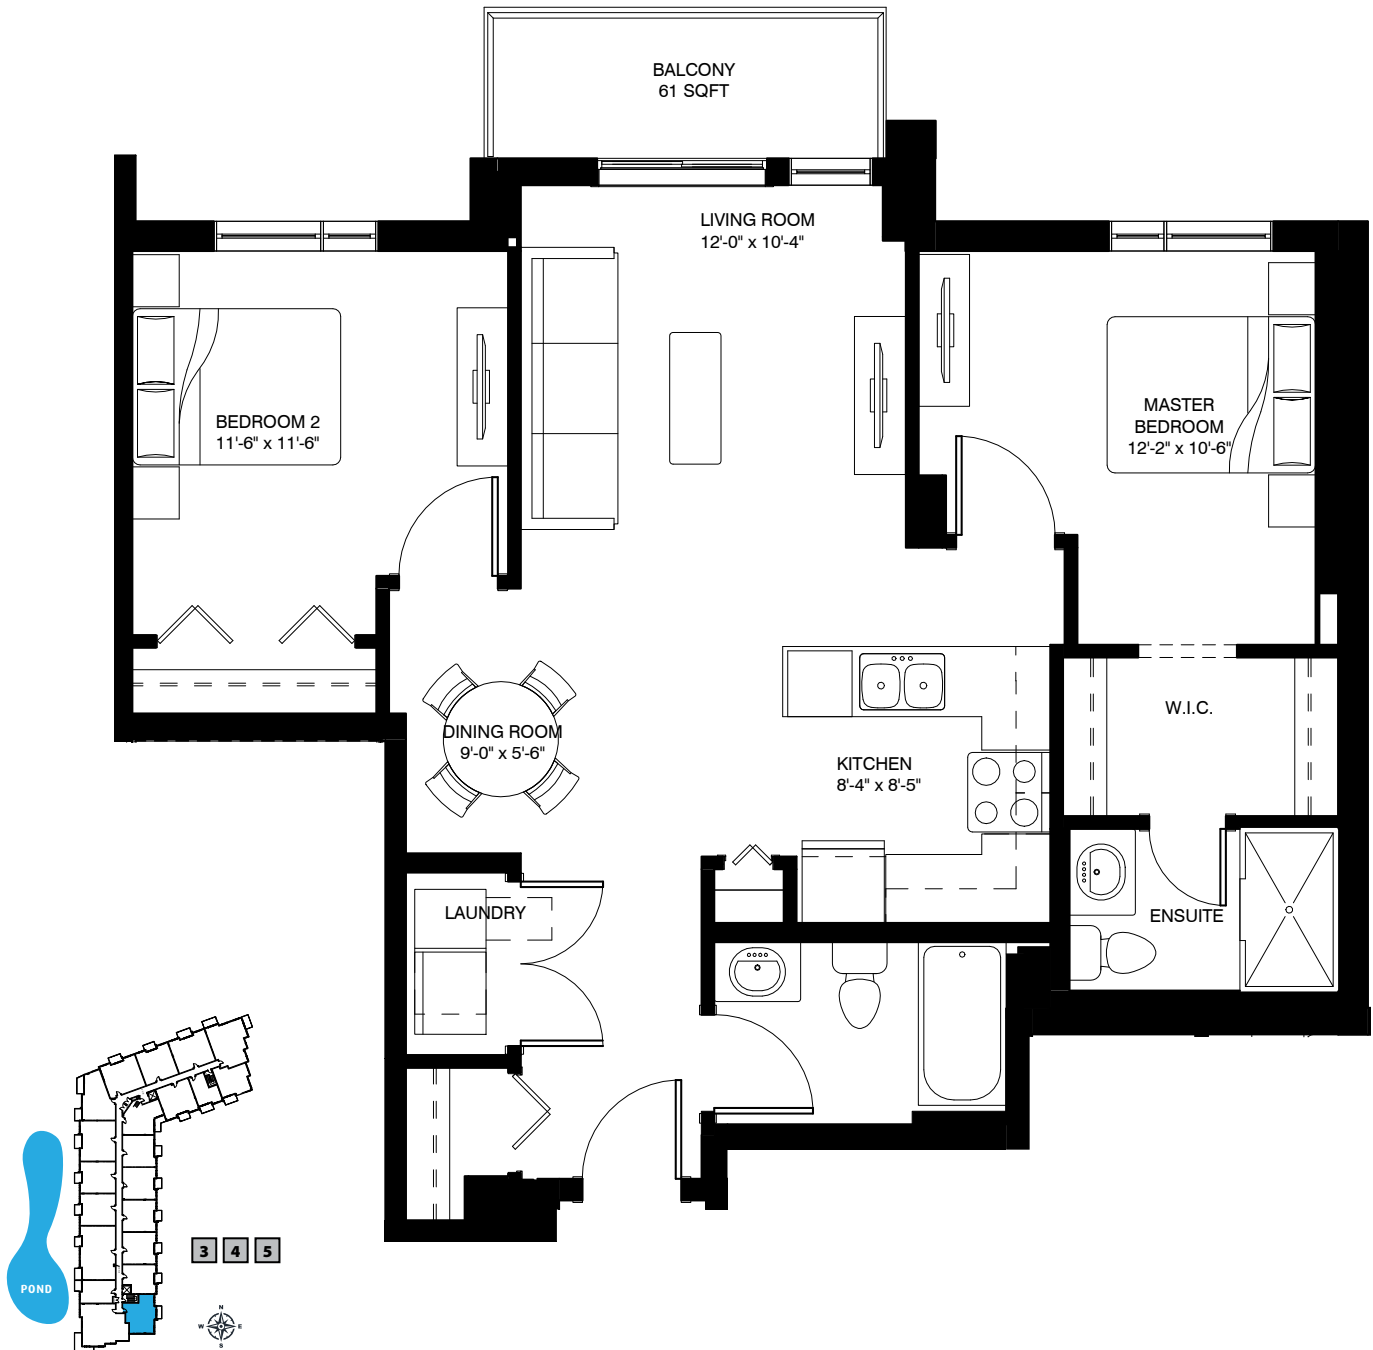 BALCONY
61 SQFT
LIVING ROOM
12'-0" x 10'-4"
BEDROOM 2
11'-6" x 11'-6"
MASTER
BEDROOM
12'-2" x 10'-6"
W.I.C.
DINING ROOM
9'-0" x 5'-6"
KITCHEN
8'-4" x 8'-5"
LAUNDRY
ENSUITE
3 4 5
POND
N
W E
S